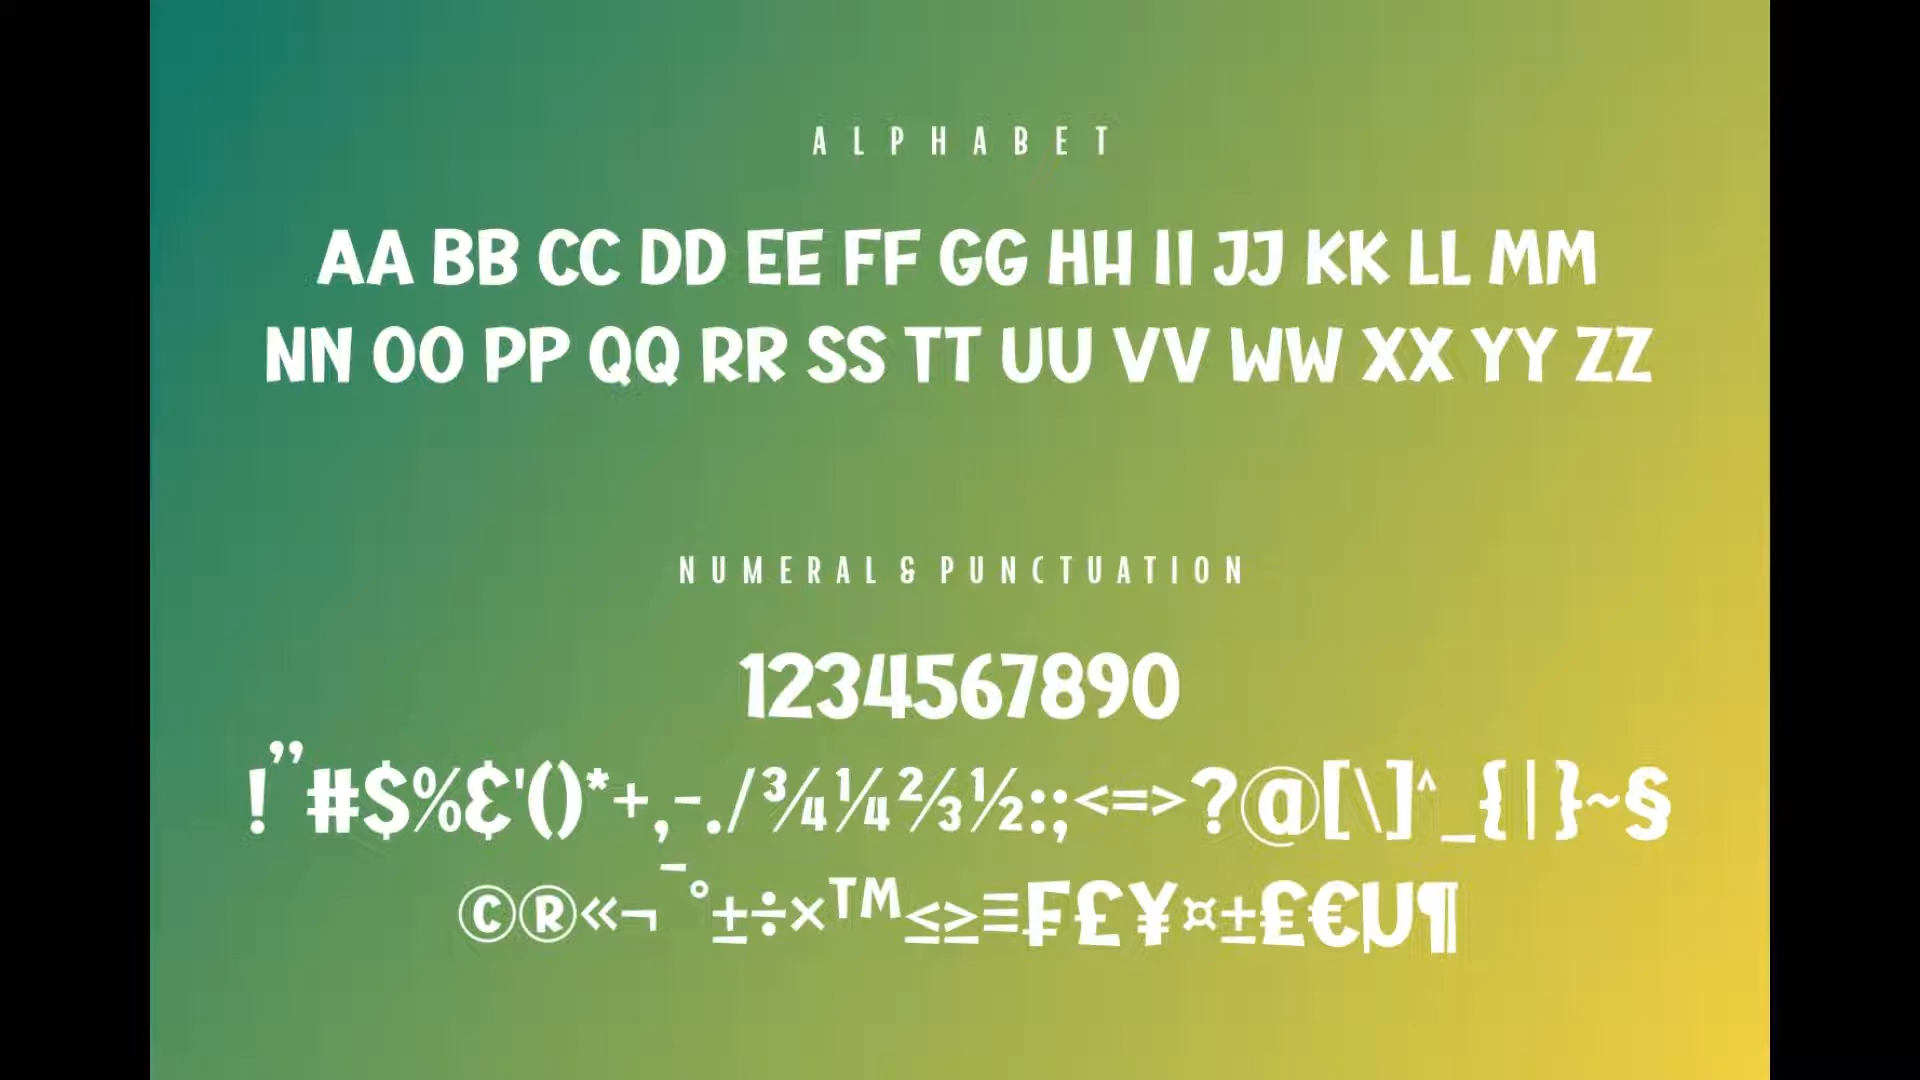 ALPHABET
AA BB CC DD EE FF GG HH II JJ KK LL MM
NN OO PP QQ RR SS TT UU VV WW XX YY ZZ
NUMERAL & PUNCTUATION
1234567890
!”#$%&'()*+,-./¾¼⅔½:;<=>?@[\]^_{|}~§
©®«¬¯°±÷×™≤≥≡₣£¥¤±₤€µ¶